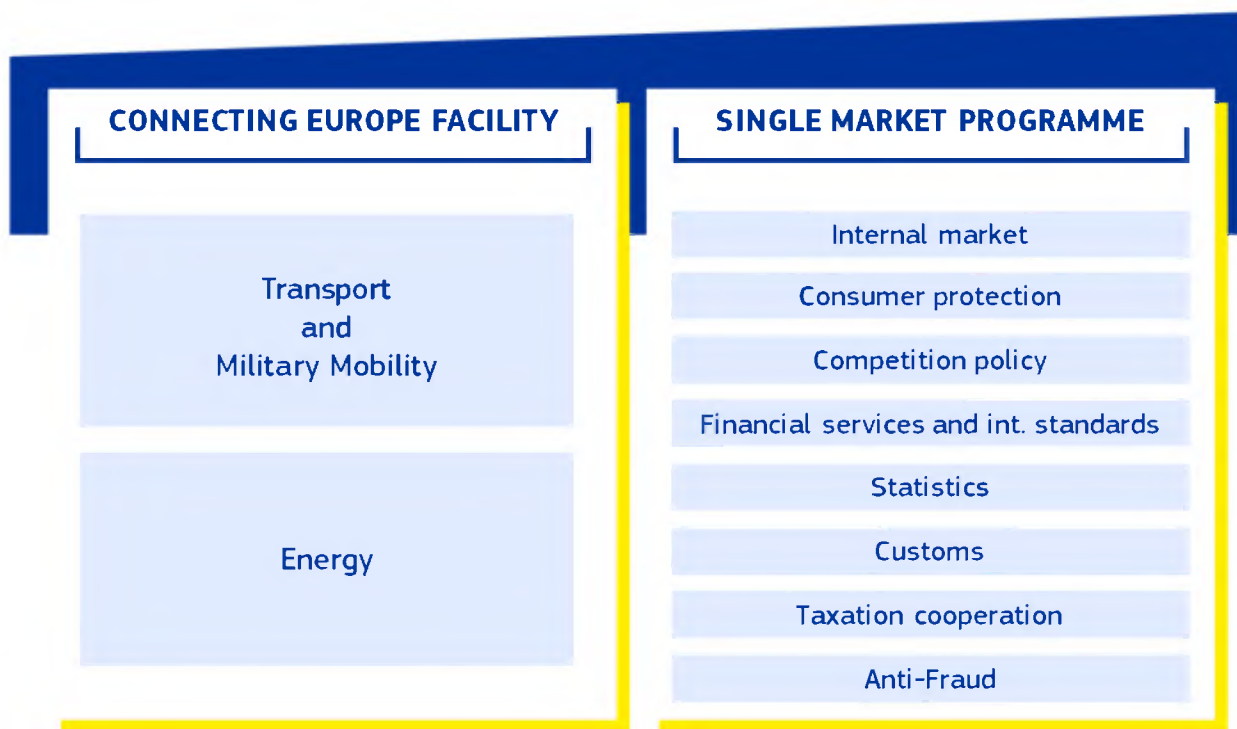 CONNECTING EUROPE FACILITY
Transport
and
Military Mobility
Energy
SINGLE MARKET PROGRAMME
Internal market
Consumer protection
Competition policy
Financial services and int. standards
Statistics
Customs
Taxation cooperation
Anti-Fraud